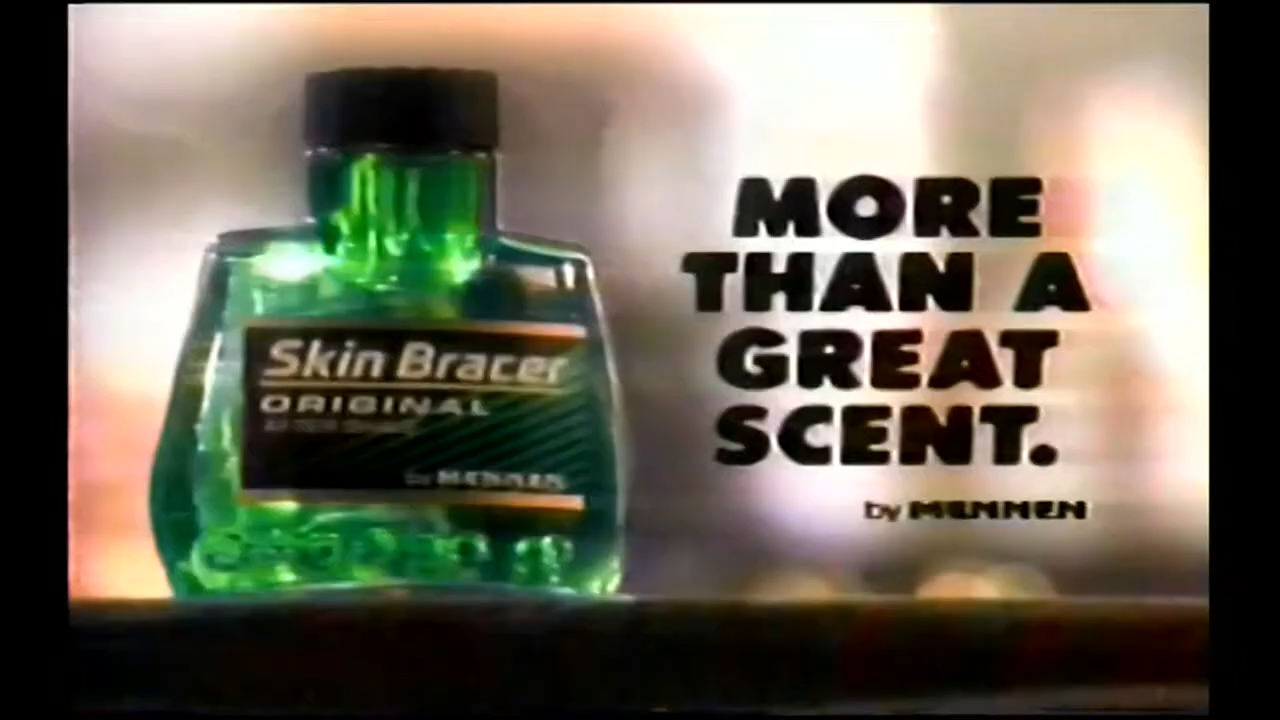 Skin Bracer
ORIGINAL
by MENNEN
MORE
THAN A
GREAT
SCENT.
by MENNEN